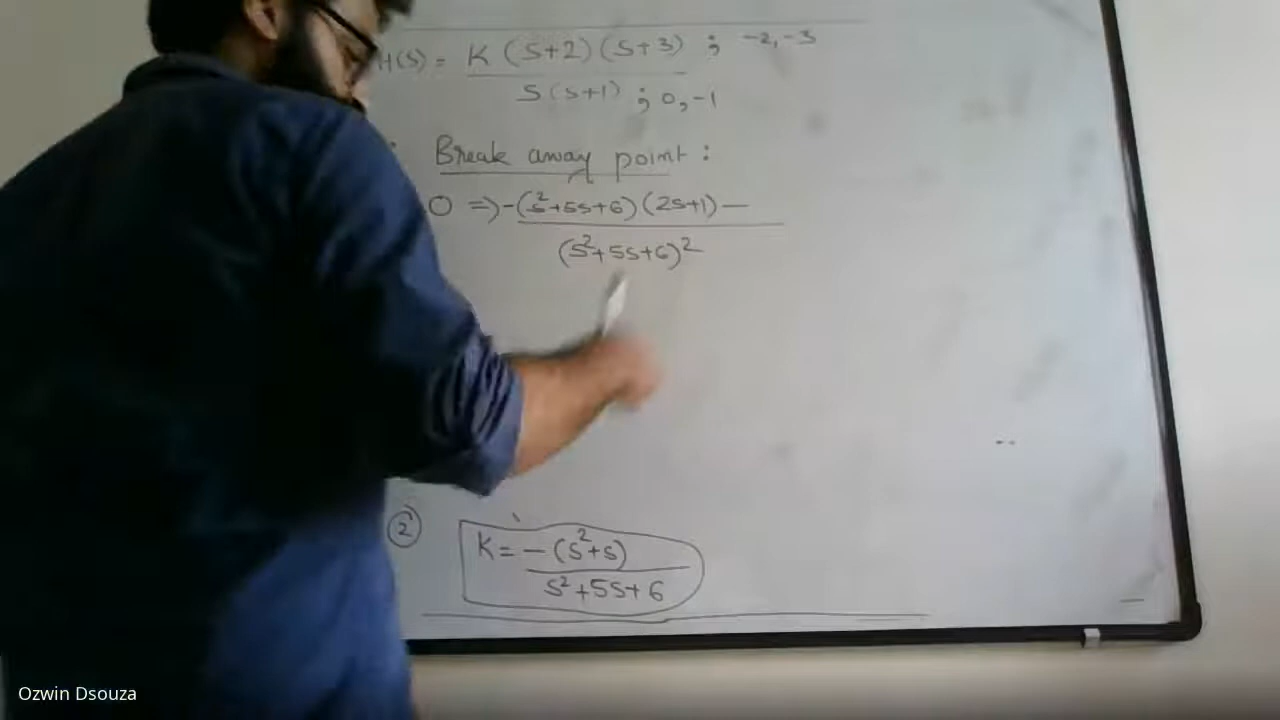 H(S) = K (S+2) (S+3) ; -2,-3
S(S+1) ; 0,-1
Break away point :
0 => -(s²+5s+6)(2s+1) —
(s²+5s+6)²
2
K = -(s²+s)
s²+5s+6
Ozwin Dsouza